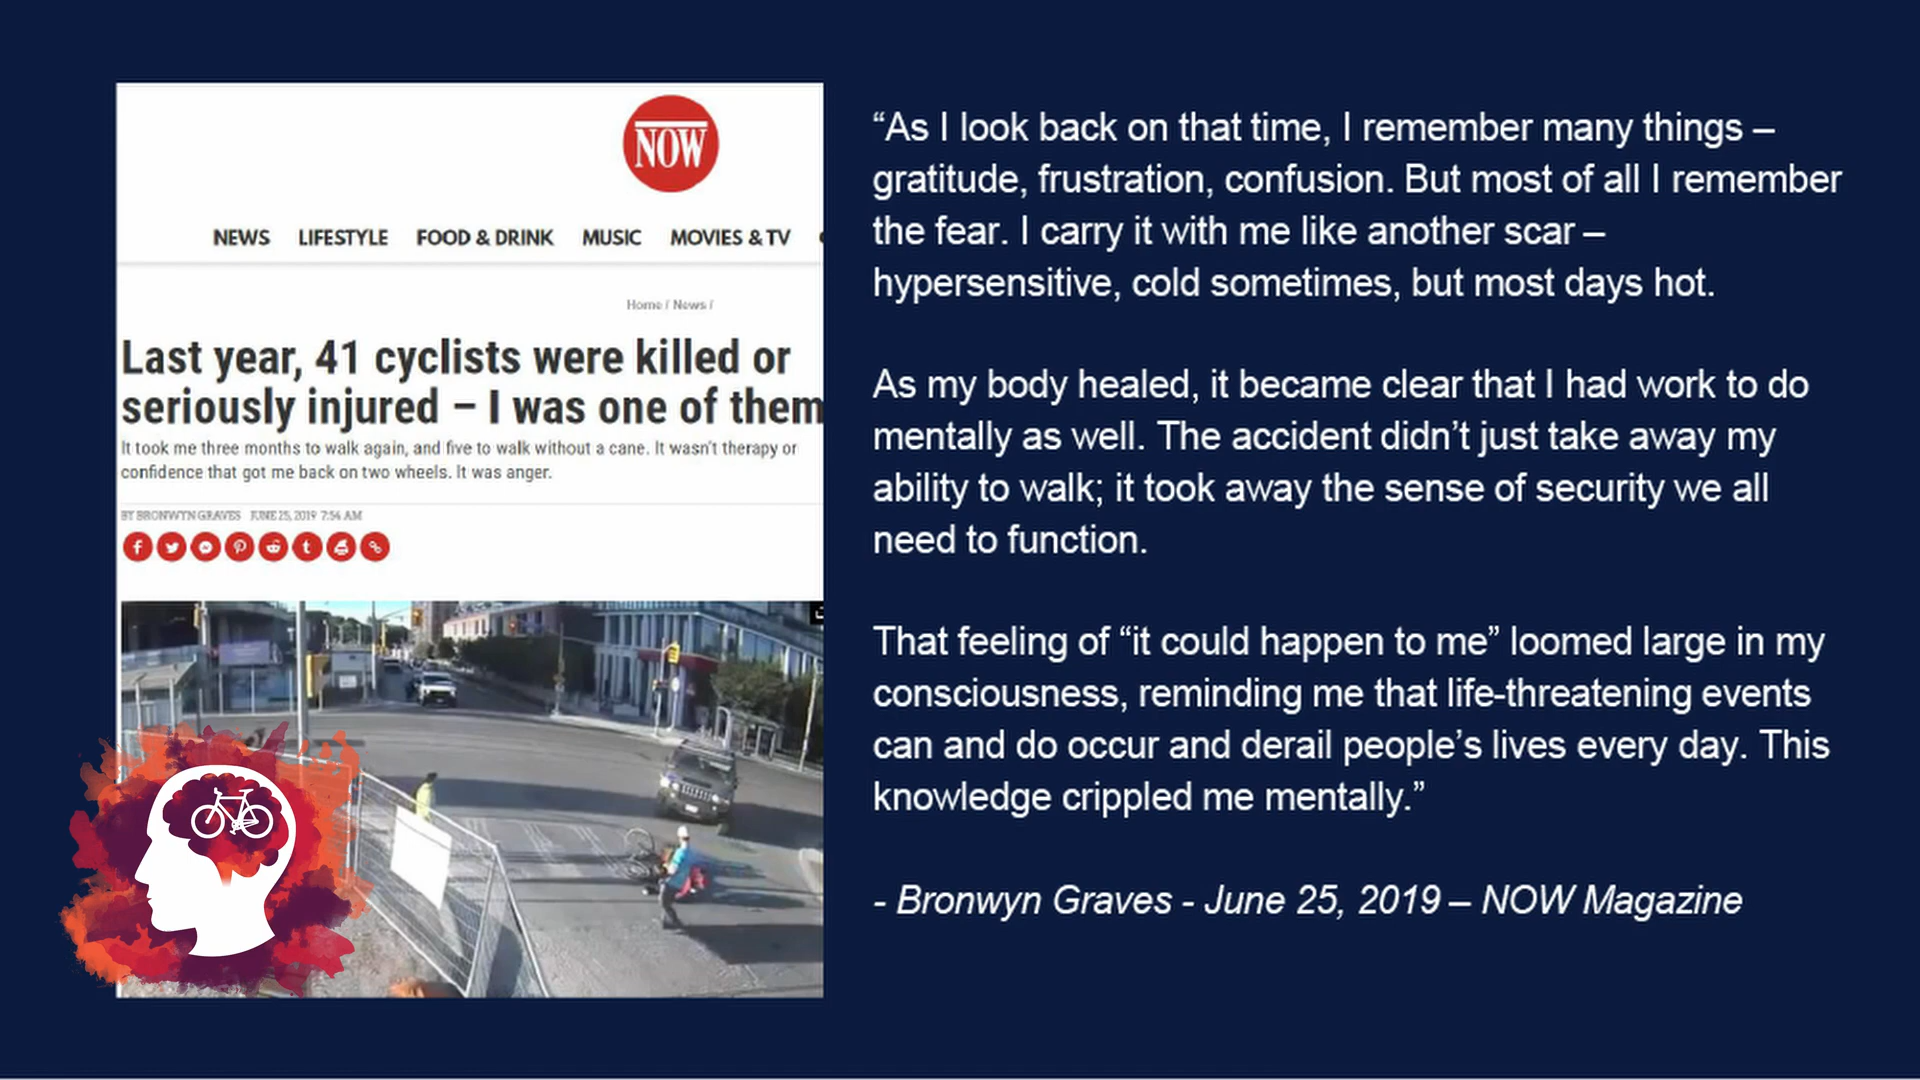 NOW
NEWS LIFESTYLE FOOD & DRINK MUSIC MOVIES & TV
Home / News /
Last year, 41 cyclists were killed or
seriously injured – I was one of them
It took me three months to walk again, and five to walk without a cane. It wasn't therapy or
confidence that got me back on two wheels. It was anger.
BY BRONWYN GRAVES JUNE 25, 2019 7:54 AM
“As I look back on that time, I remember many things –
gratitude, frustration, confusion. But most of all I remember
the fear. I carry it with me like another scar –
hypersensitive, cold sometimes, but most days hot.
As my body healed, it became clear that I had work to do
mentally as well. The accident didn’t just take away my
ability to walk; it took away the sense of security we all
need to function.
That feeling of “it could happen to me” loomed large in my
consciousness, reminding me that life-threatening events
can and do occur and derail people’s lives every day. This
knowledge crippled me mentally.”
- Bronwyn Graves - June 25, 2019 – NOW Magazine